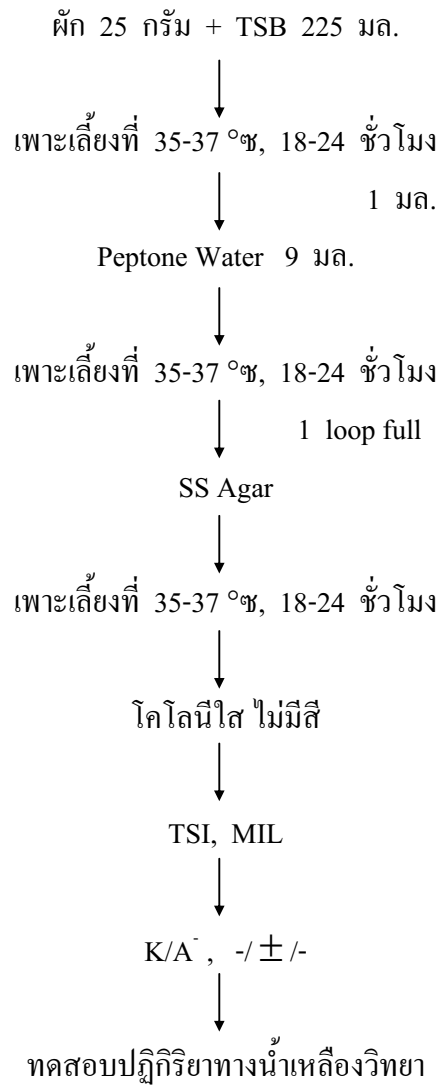 ผัก 25 กรัม + TSB 225 มล.
เพาะเลี้ยงที่ 35-37 °ซ, 18-24 ชั่วโมง
1 มล.
Peptone Water 9 มล.
เพาะเลี้ยงที่ 35-37 °ซ, 18-24 ชั่วโมง
1 loop full
SS Agar
เพาะเลี้ยงที่ 35-37 °ซ, 18-24 ชั่วโมง
โคโลนีใส ไม่มีสี
TSI, MIL
K/A⁻ , -/ ± /-
ทดสอบปฏิกิริยาทางน้ำเหลืองวิทยา